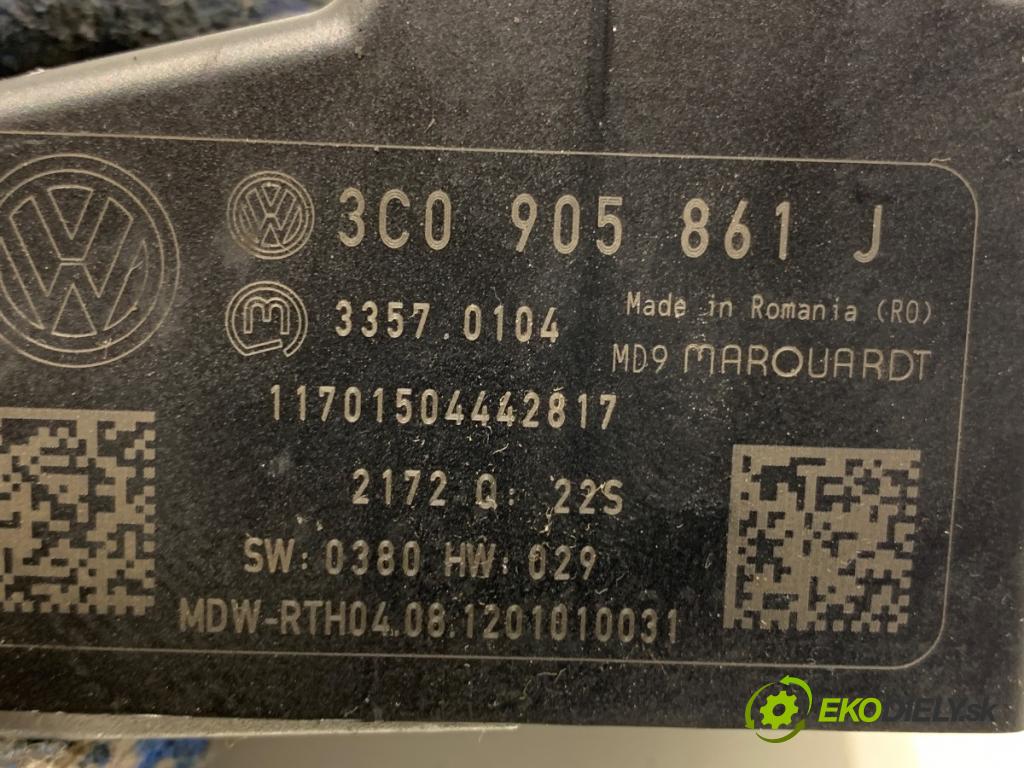 3C0 905 861 J
3357.0104
Made in Romania (RO)
MD9 MARQUARDT
11701504442817
2172 Q: 22S
SW: 0380 HW: 029
MDW-RTH04.08.1201010031
EKODIELY.sk